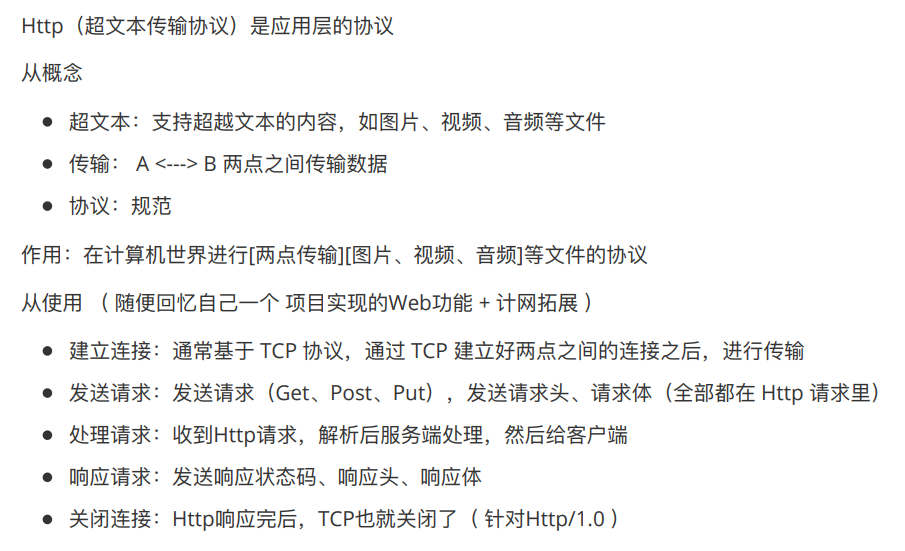 Http（超文本传输协议）是应用层的协议
从概念
● 超文本：支持超越文本的内容，如图片、视频、音频等文件
● 传输： A <---> B 两点之间传输数据
● 协议：规范
作用：在计算机世界进行[两点传输][图片、视频、音频]等文件的协议
从使用 （ 随便回忆自己一个 项目实现的Web功能 + 计网拓展 ）
● 建立连接：通常基于 TCP 协议，通过 TCP 建立好两点之间的连接之后，进行传输
● 发送请求：发送请求（Get、Post、Put），发送请求头、请求体（全部都在 Http 请求里）
● 处理请求：收到Http请求，解析后服务端处理，然后给客户端
● 响应请求：发送响应状态码、响应头、响应体
● 关闭连接：Http响应完后，TCP也就关闭了（ 针对Http/1.0 ）